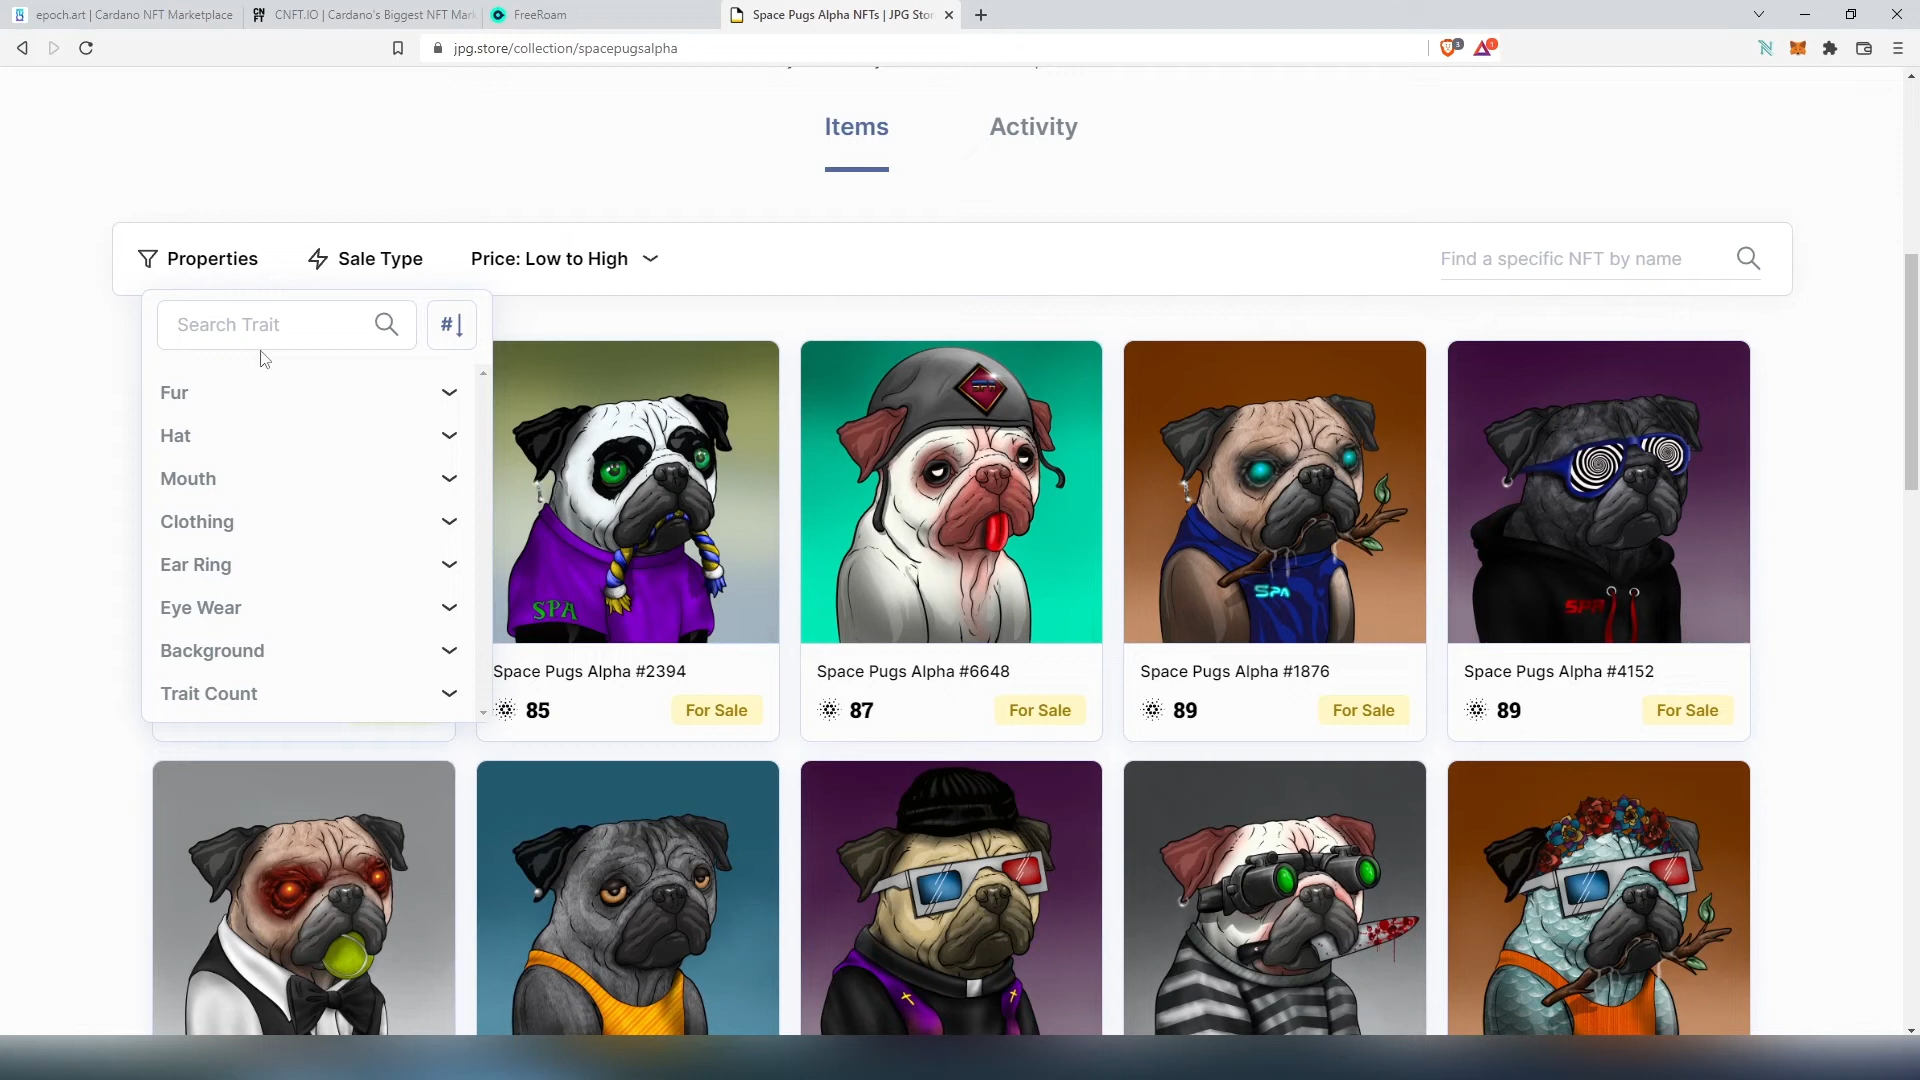 epoch.art | Cardano NFT Marketplace
CNFT.IO | Cardano's Biggest NFT Mark
FreeRoam
Space Pugs Alpha NFTs | JPG Stor
jpg.store/collection/spacepugsalpha
3
1
Items
Activity
Properties
Sale Type
Price: Low to High
Find a specific NFT by name
Search Trait
#
Fur
Hat
Mouth
Clothing
Ear Ring
Eye Wear
Background
Trait Count
SPA
SPA
SPA
SPA
Space Pugs Alpha #2394
Space Pugs Alpha #6648
Space Pugs Alpha #1876
Space Pugs Alpha #4152
85
For Sale
87
For Sale
89
For Sale
89
For Sale